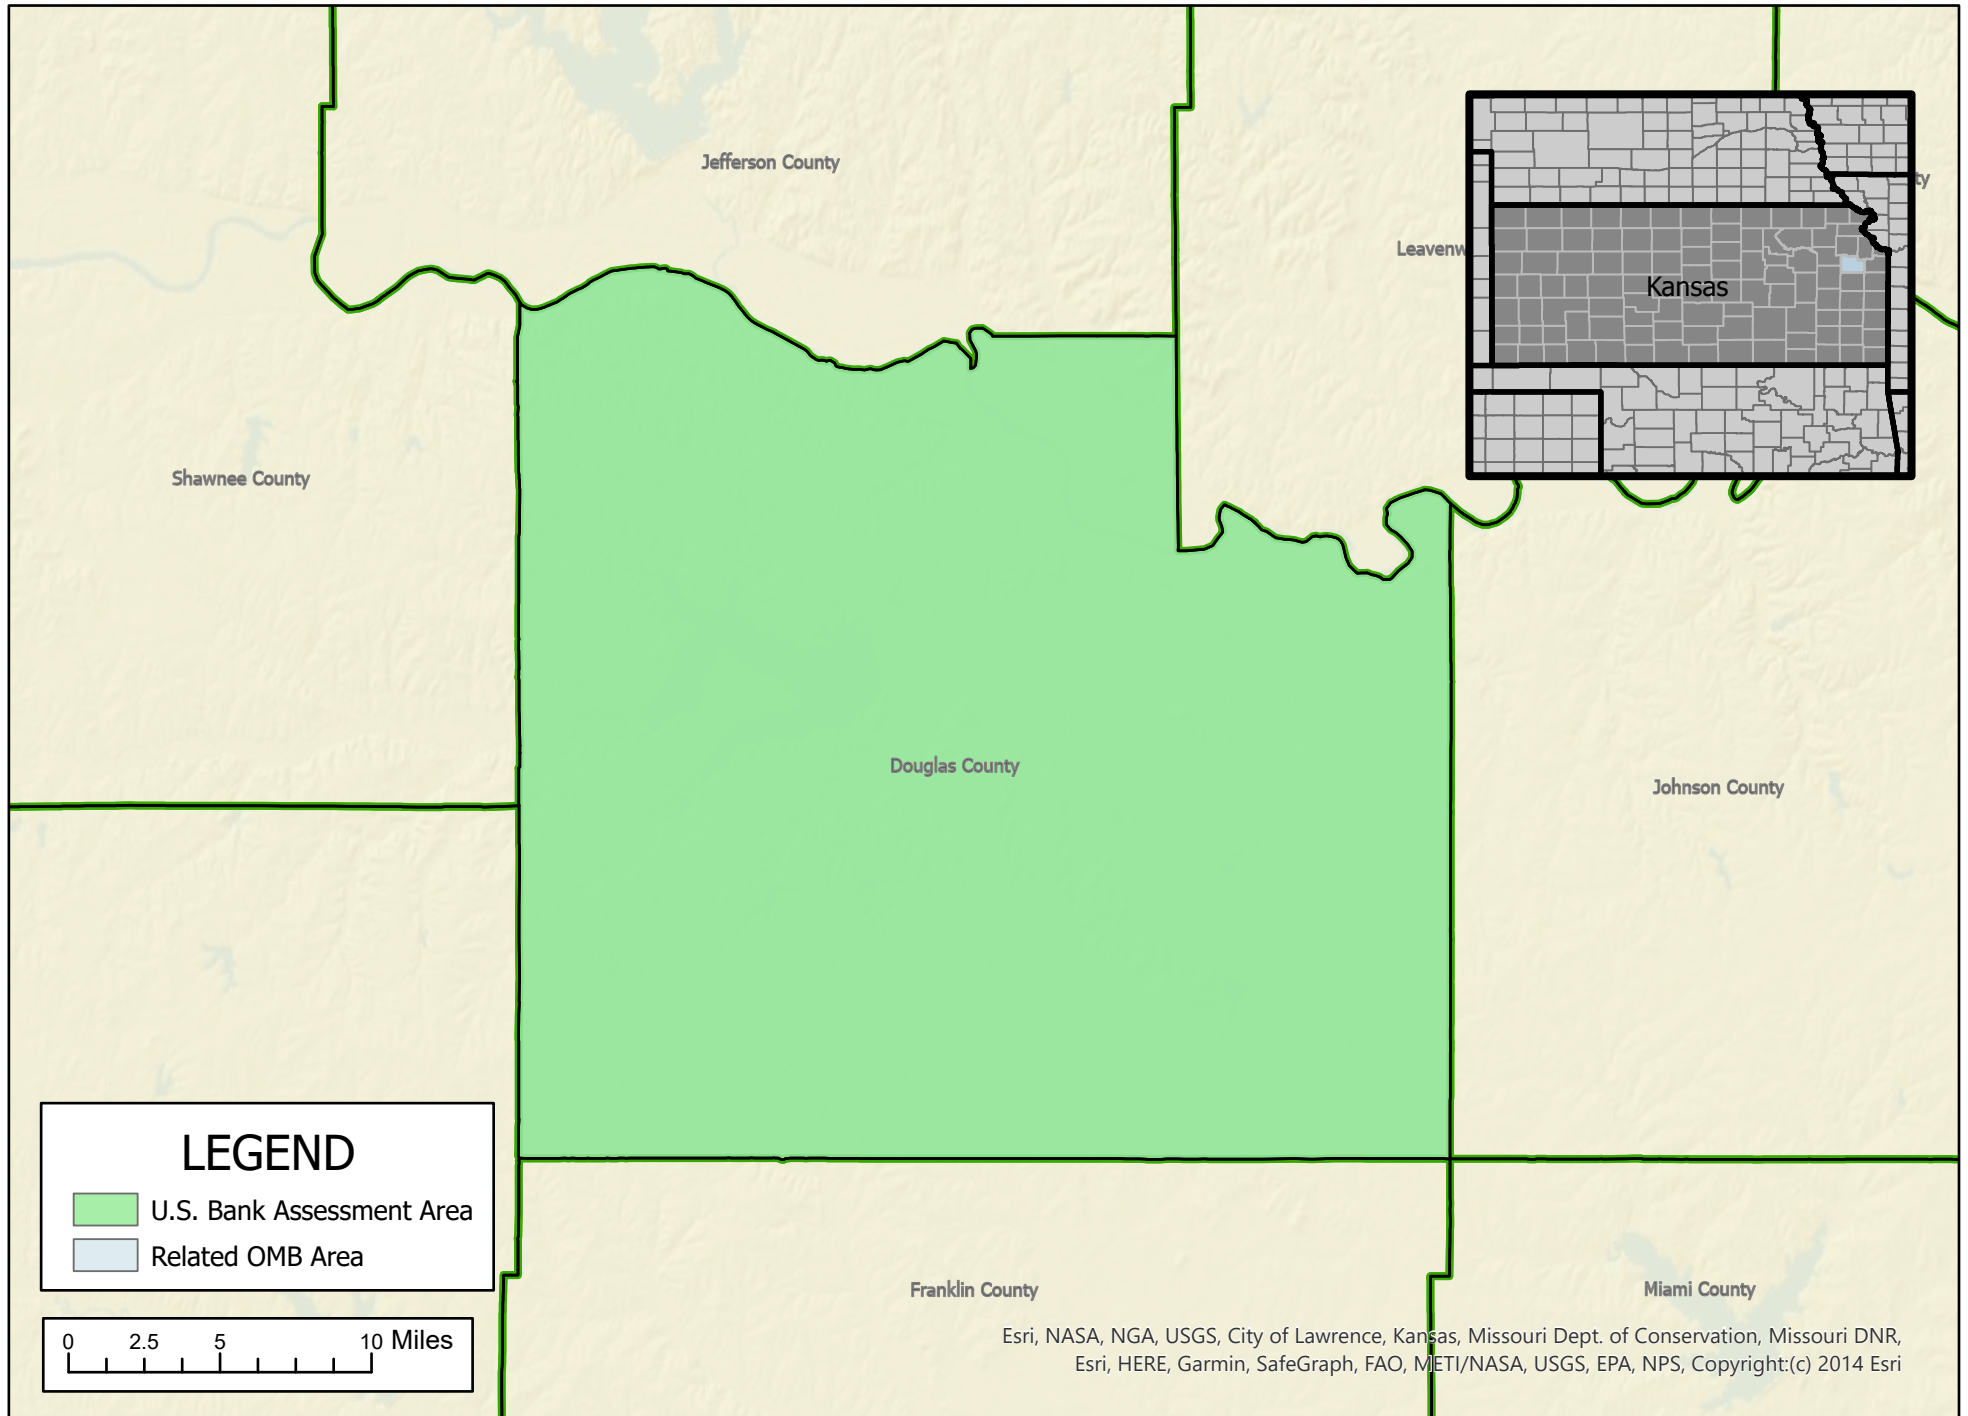 Jefferson County
ty
Leavenw
Kansas
Shawnee County
Douglas County
Johnson County
LEGEND
U.S. Bank Assessment Area
Related OMB Area
Franklin County
Miami County
0 2.5 5 10 Miles
Esri, NASA, NGA, USGS, City of Lawrence, Kansas, Missouri Dept. of Conservation, Missouri DNR,
Esri, HERE, Garmin, SafeGraph, FAO, METI/NASA, USGS, EPA, NPS, Copyright:(c) 2014 Esri